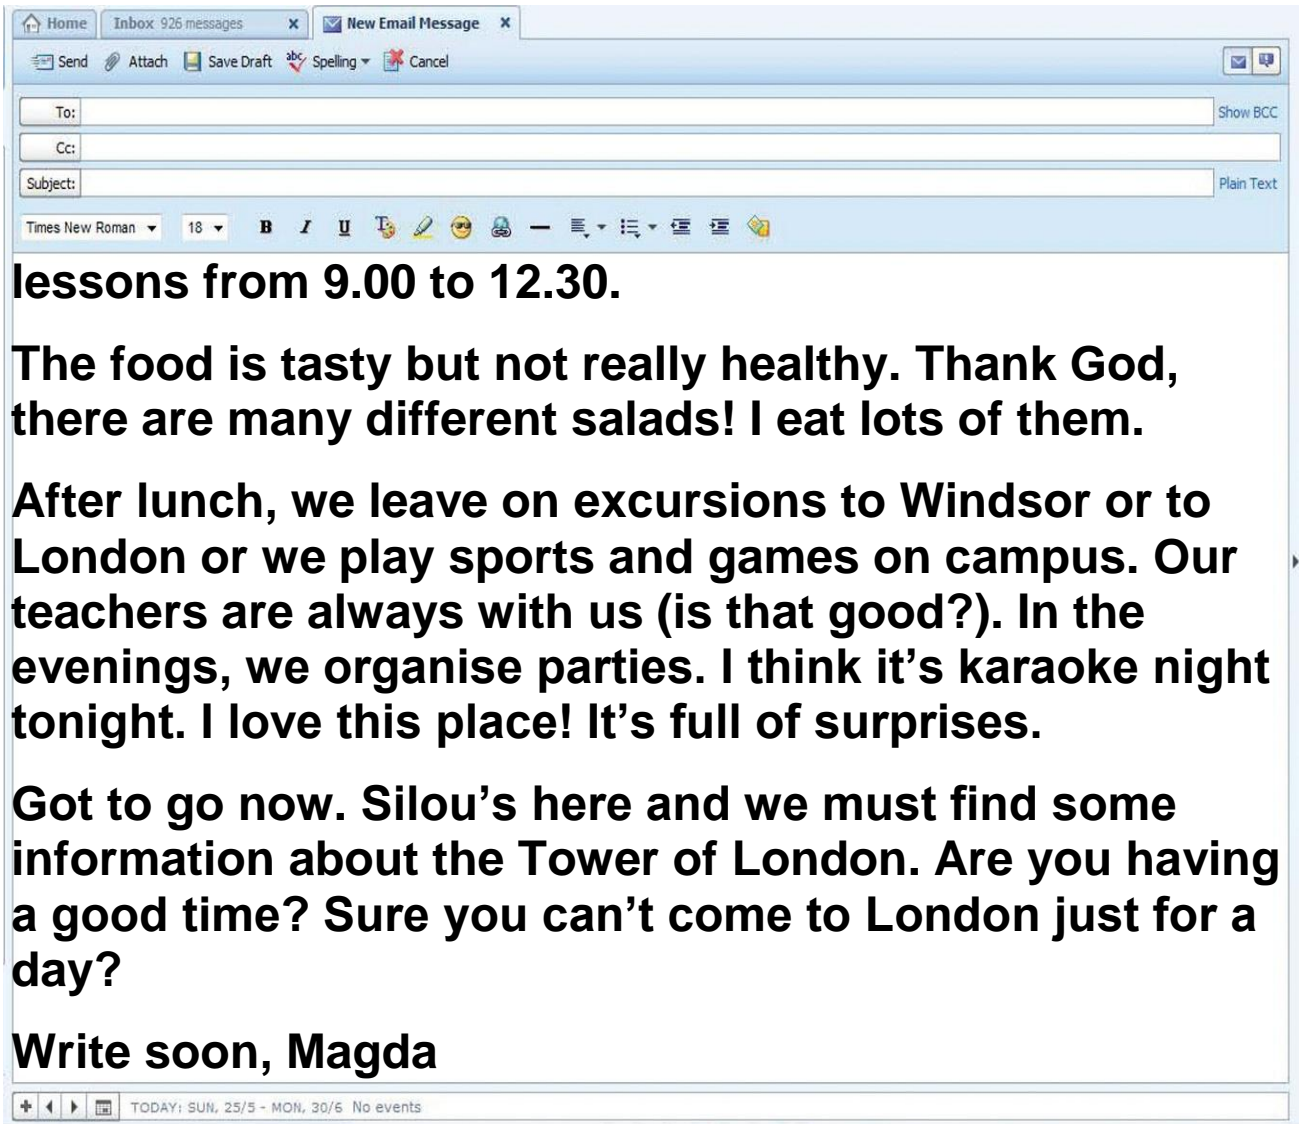 Home Inbox 926 messages x New Email Message x
Send Attach Save Draft abc Spelling Cancel
To: Show BCC
Cc:
Subject: Plain Text
Times New Roman 18 B I U
lessons from 9.00 to 12.30.
The food is tasty but not really healthy. Thank God,
there are many different salads! I eat lots of them.
After lunch, we leave on excursions to Windsor or to
London or we play sports and games on campus. Our
teachers are always with us (is that good?). In the
evenings, we organise parties. I think it’s karaoke night
tonight. I love this place! It’s full of surprises.
Got to go now. Silou’s here and we must find some
information about the Tower of London. Are you having
a good time? Sure you can’t come to London just for a
day?
Write soon, Magda
TODAY: SUN, 25/5 - MON, 30/6 No events